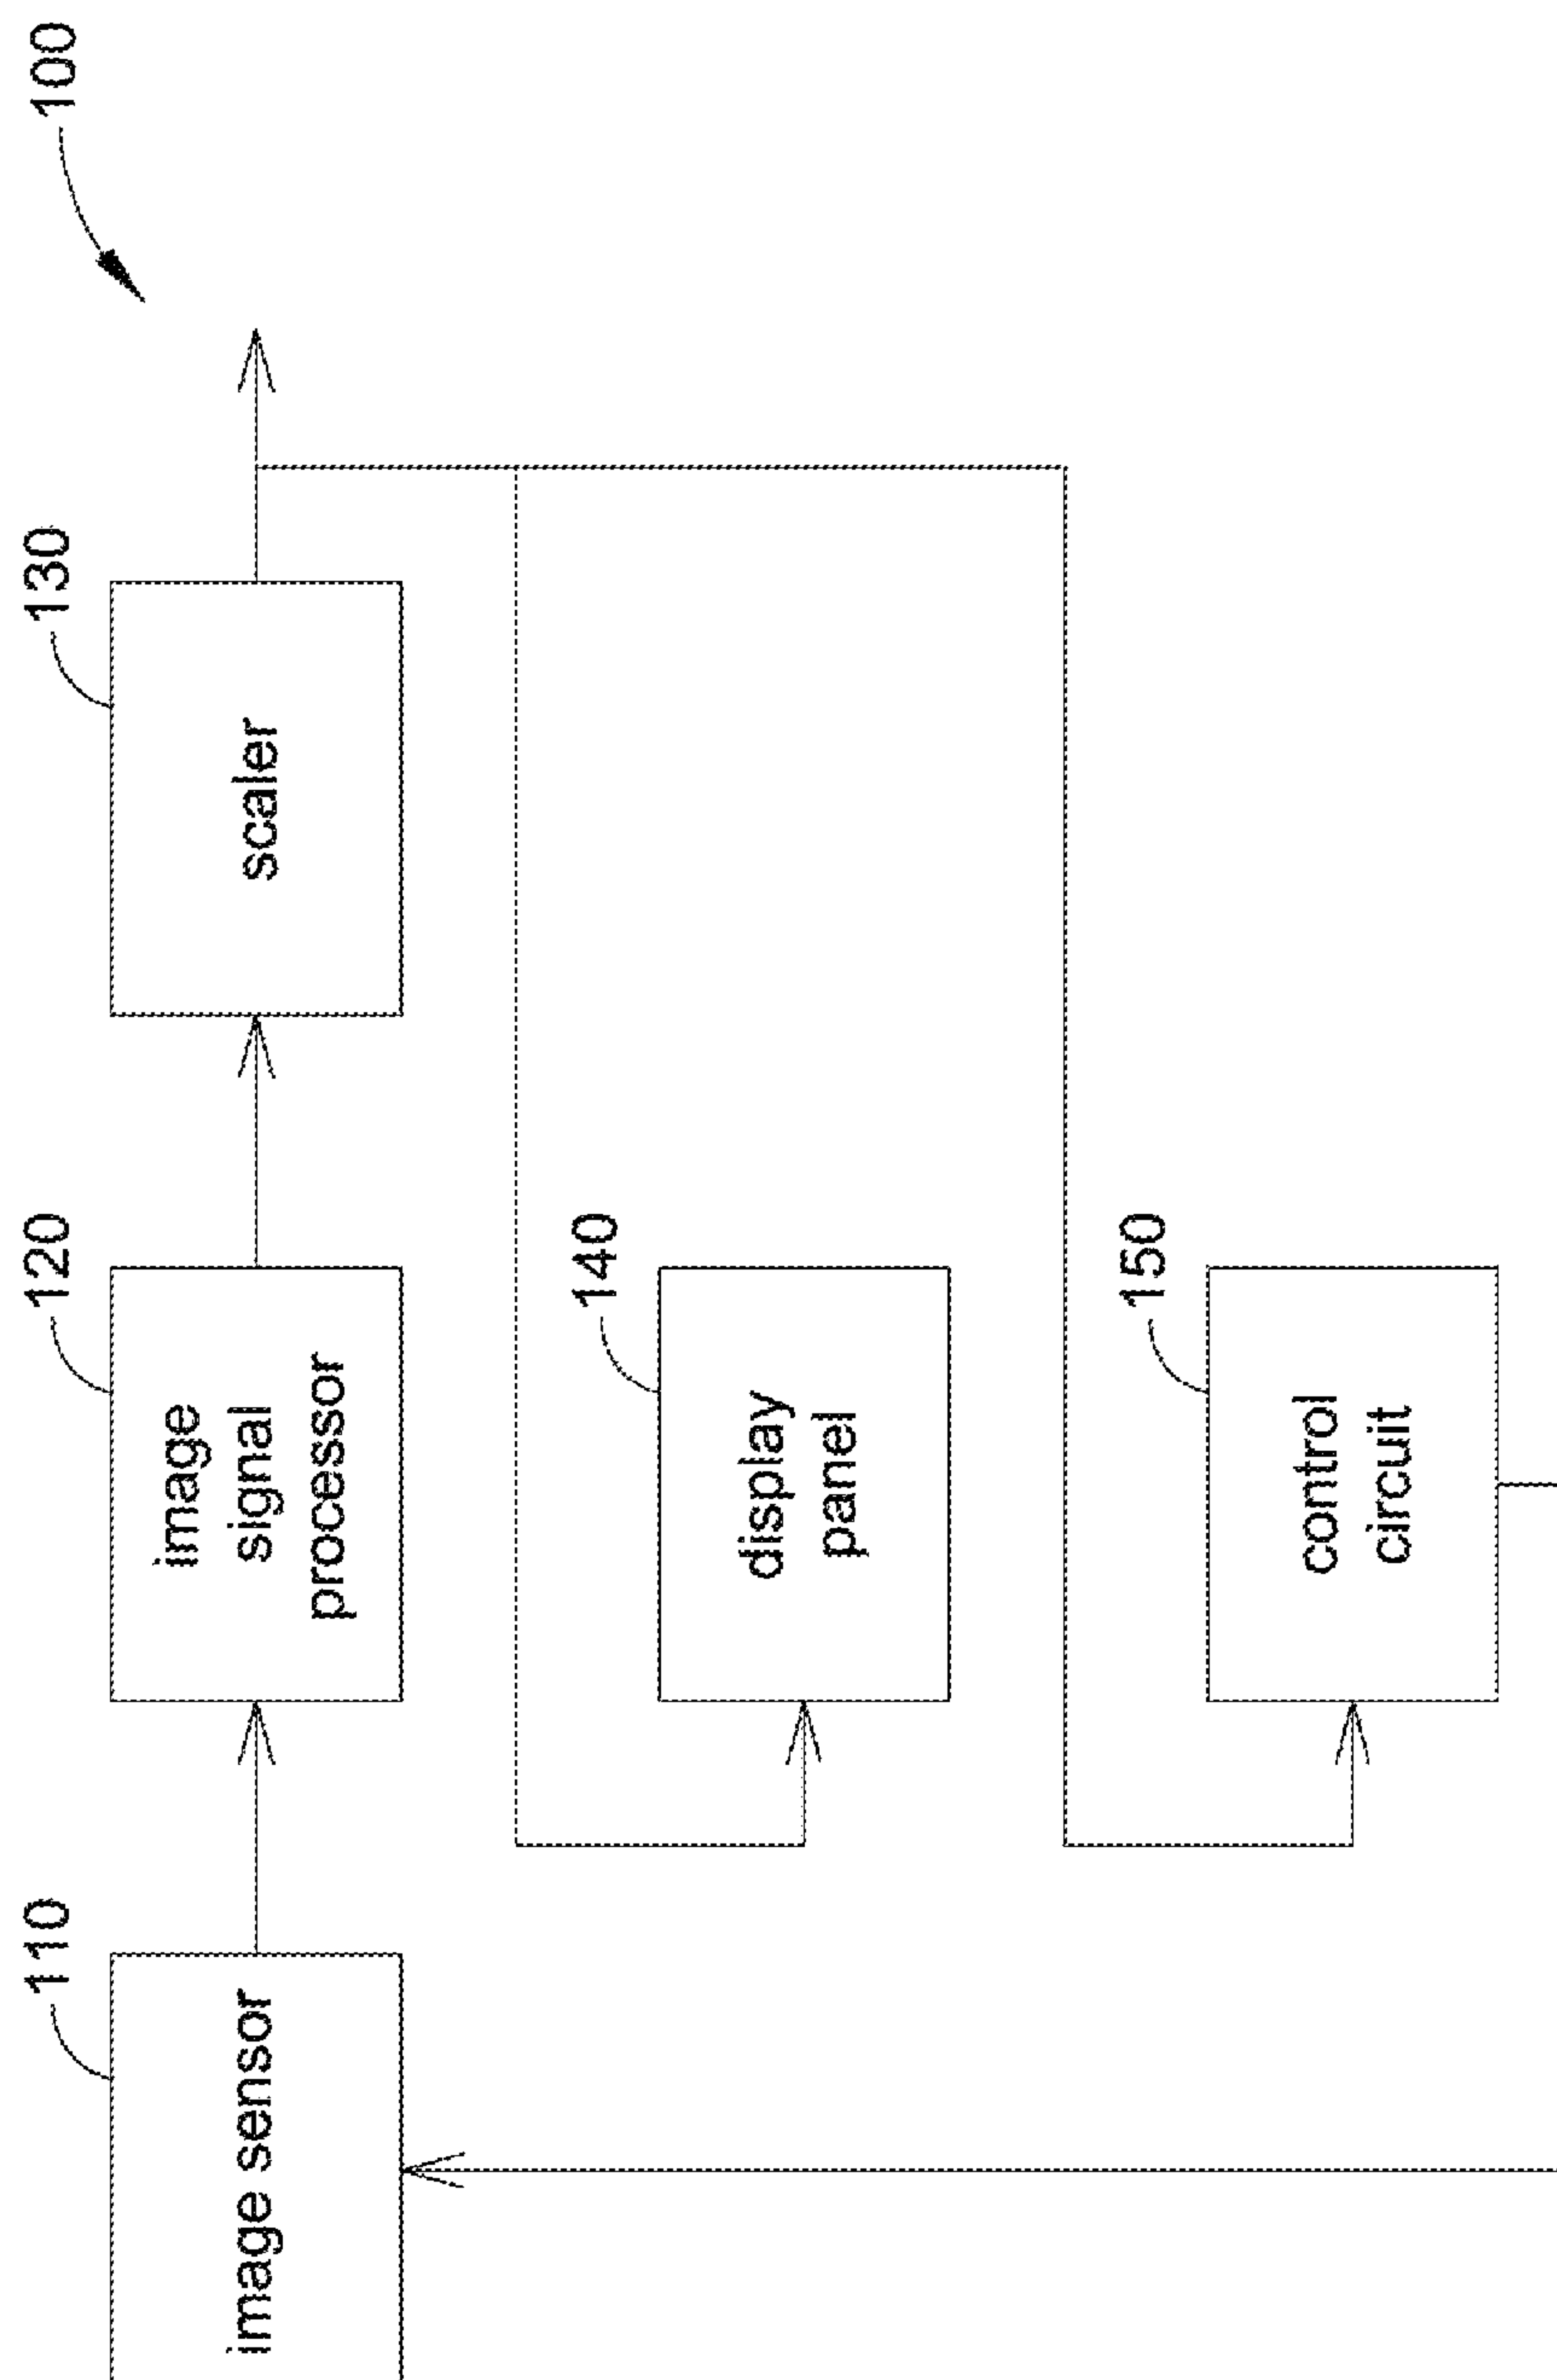 100
110
image sensor
120
image
signal
processor
130
scaler
140
display
panel
150
control
circuit